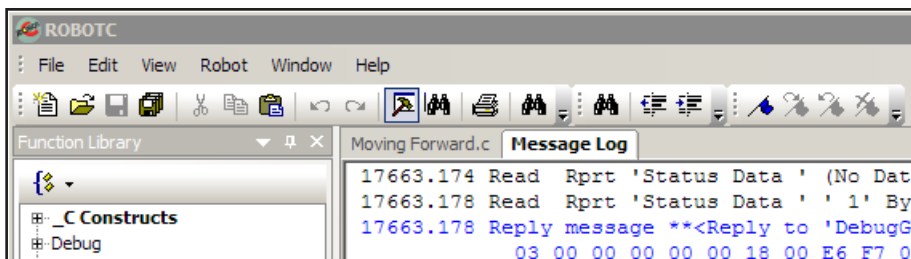 ROBOTC
File Edit View Robot Window Help
Function Library
Moving Forward.c Message Log
17663.174 Read Rprt 'Status Data ' (No Dat
17663.178 Read Rprt 'Status Data ' ' 1' By
17663.178 Reply message **<Reply to 'DebugG
03 00 00 00 00 00 18 00 E6 F7 0
_C Constructs
Debug